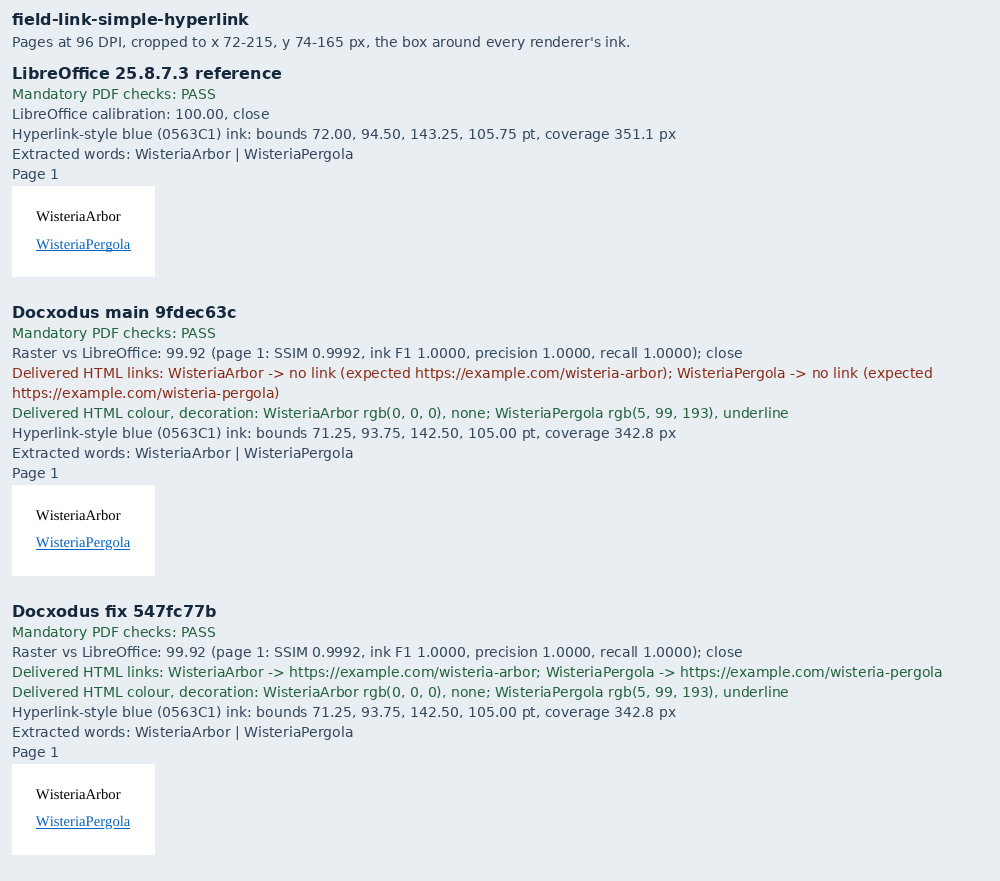 field-link-simple-hyperlink
Pages at 96 DPI, cropped to x 72-215, y 74-165 px, the box around every renderer's ink.
LibreOffice 25.8.7.3 reference
Mandatory PDF checks: PASS
LibreOffice calibration: 100.00, close
Hyperlink-style blue (0563C1) ink: bounds 72.00, 94.50, 143.25, 105.75 pt, coverage 351.1 px
Extracted words: WisteriaArbor | WisteriaPergola
Page 1
WisteriaArbor
WisteriaPergola
Docxodus main 9fdec63c
Mandatory PDF checks: PASS
Raster vs LibreOffice: 99.92 (page 1: SSIM 0.9992, ink F1 1.0000, precision 1.0000, recall 1.0000); close
Delivered HTML links: WisteriaArbor -> no link (expected https://example.com/wisteria-arbor); WisteriaPergola -> no link (expected
https://example.com/wisteria-pergola)
Delivered HTML colour, decoration: WisteriaArbor rgb(0, 0, 0), none; WisteriaPergola rgb(5, 99, 193), underline
Hyperlink-style blue (0563C1) ink: bounds 71.25, 93.75, 142.50, 105.00 pt, coverage 342.8 px
Extracted words: WisteriaArbor | WisteriaPergola
Page 1
WisteriaArbor
WisteriaPergola
Docxodus fix 547fc77b
Mandatory PDF checks: PASS
Raster vs LibreOffice: 99.92 (page 1: SSIM 0.9992, ink F1 1.0000, precision 1.0000, recall 1.0000); close
Delivered HTML links: WisteriaArbor -> https://example.com/wisteria-arbor; WisteriaPergola -> https://example.com/wisteria-pergola
Delivered HTML colour, decoration: WisteriaArbor rgb(0, 0, 0), none; WisteriaPergola rgb(5, 99, 193), underline
Hyperlink-style blue (0563C1) ink: bounds 71.25, 93.75, 142.50, 105.00 pt, coverage 342.8 px
Extracted words: WisteriaArbor | WisteriaPergola
Page 1
WisteriaArbor
WisteriaPergola